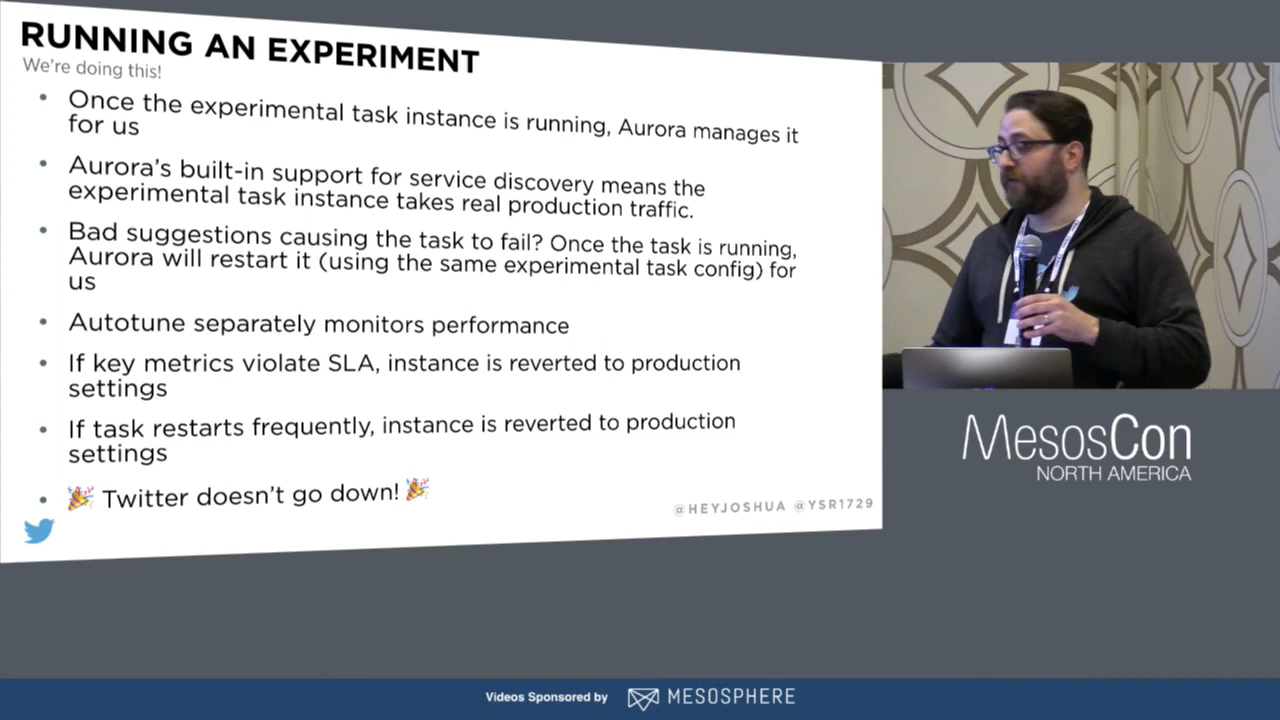 RUNNING AN EXPERIMENT
We're doing this!
• Once the experimental task instance is running, Aurora manages it
for us
• Aurora's built-in support for service discovery means the
experimental task instance takes real production traffic.
• Bad suggestions causing the task to fail? Once the task is running,
Aurora will restart it (using the same experimental task config) for
us
• Autotune separately monitors performance
• If key metrics violate SLA, instance is reverted to production
settings
• If task restarts frequently, instance is reverted to production
settings
• 🎉 Twitter doesn't go down! 🎉
@HEYJOSHUA @YSR1729
MesosCon
NORTH AMERICA
Videos Sponsored by MESOSPHERE